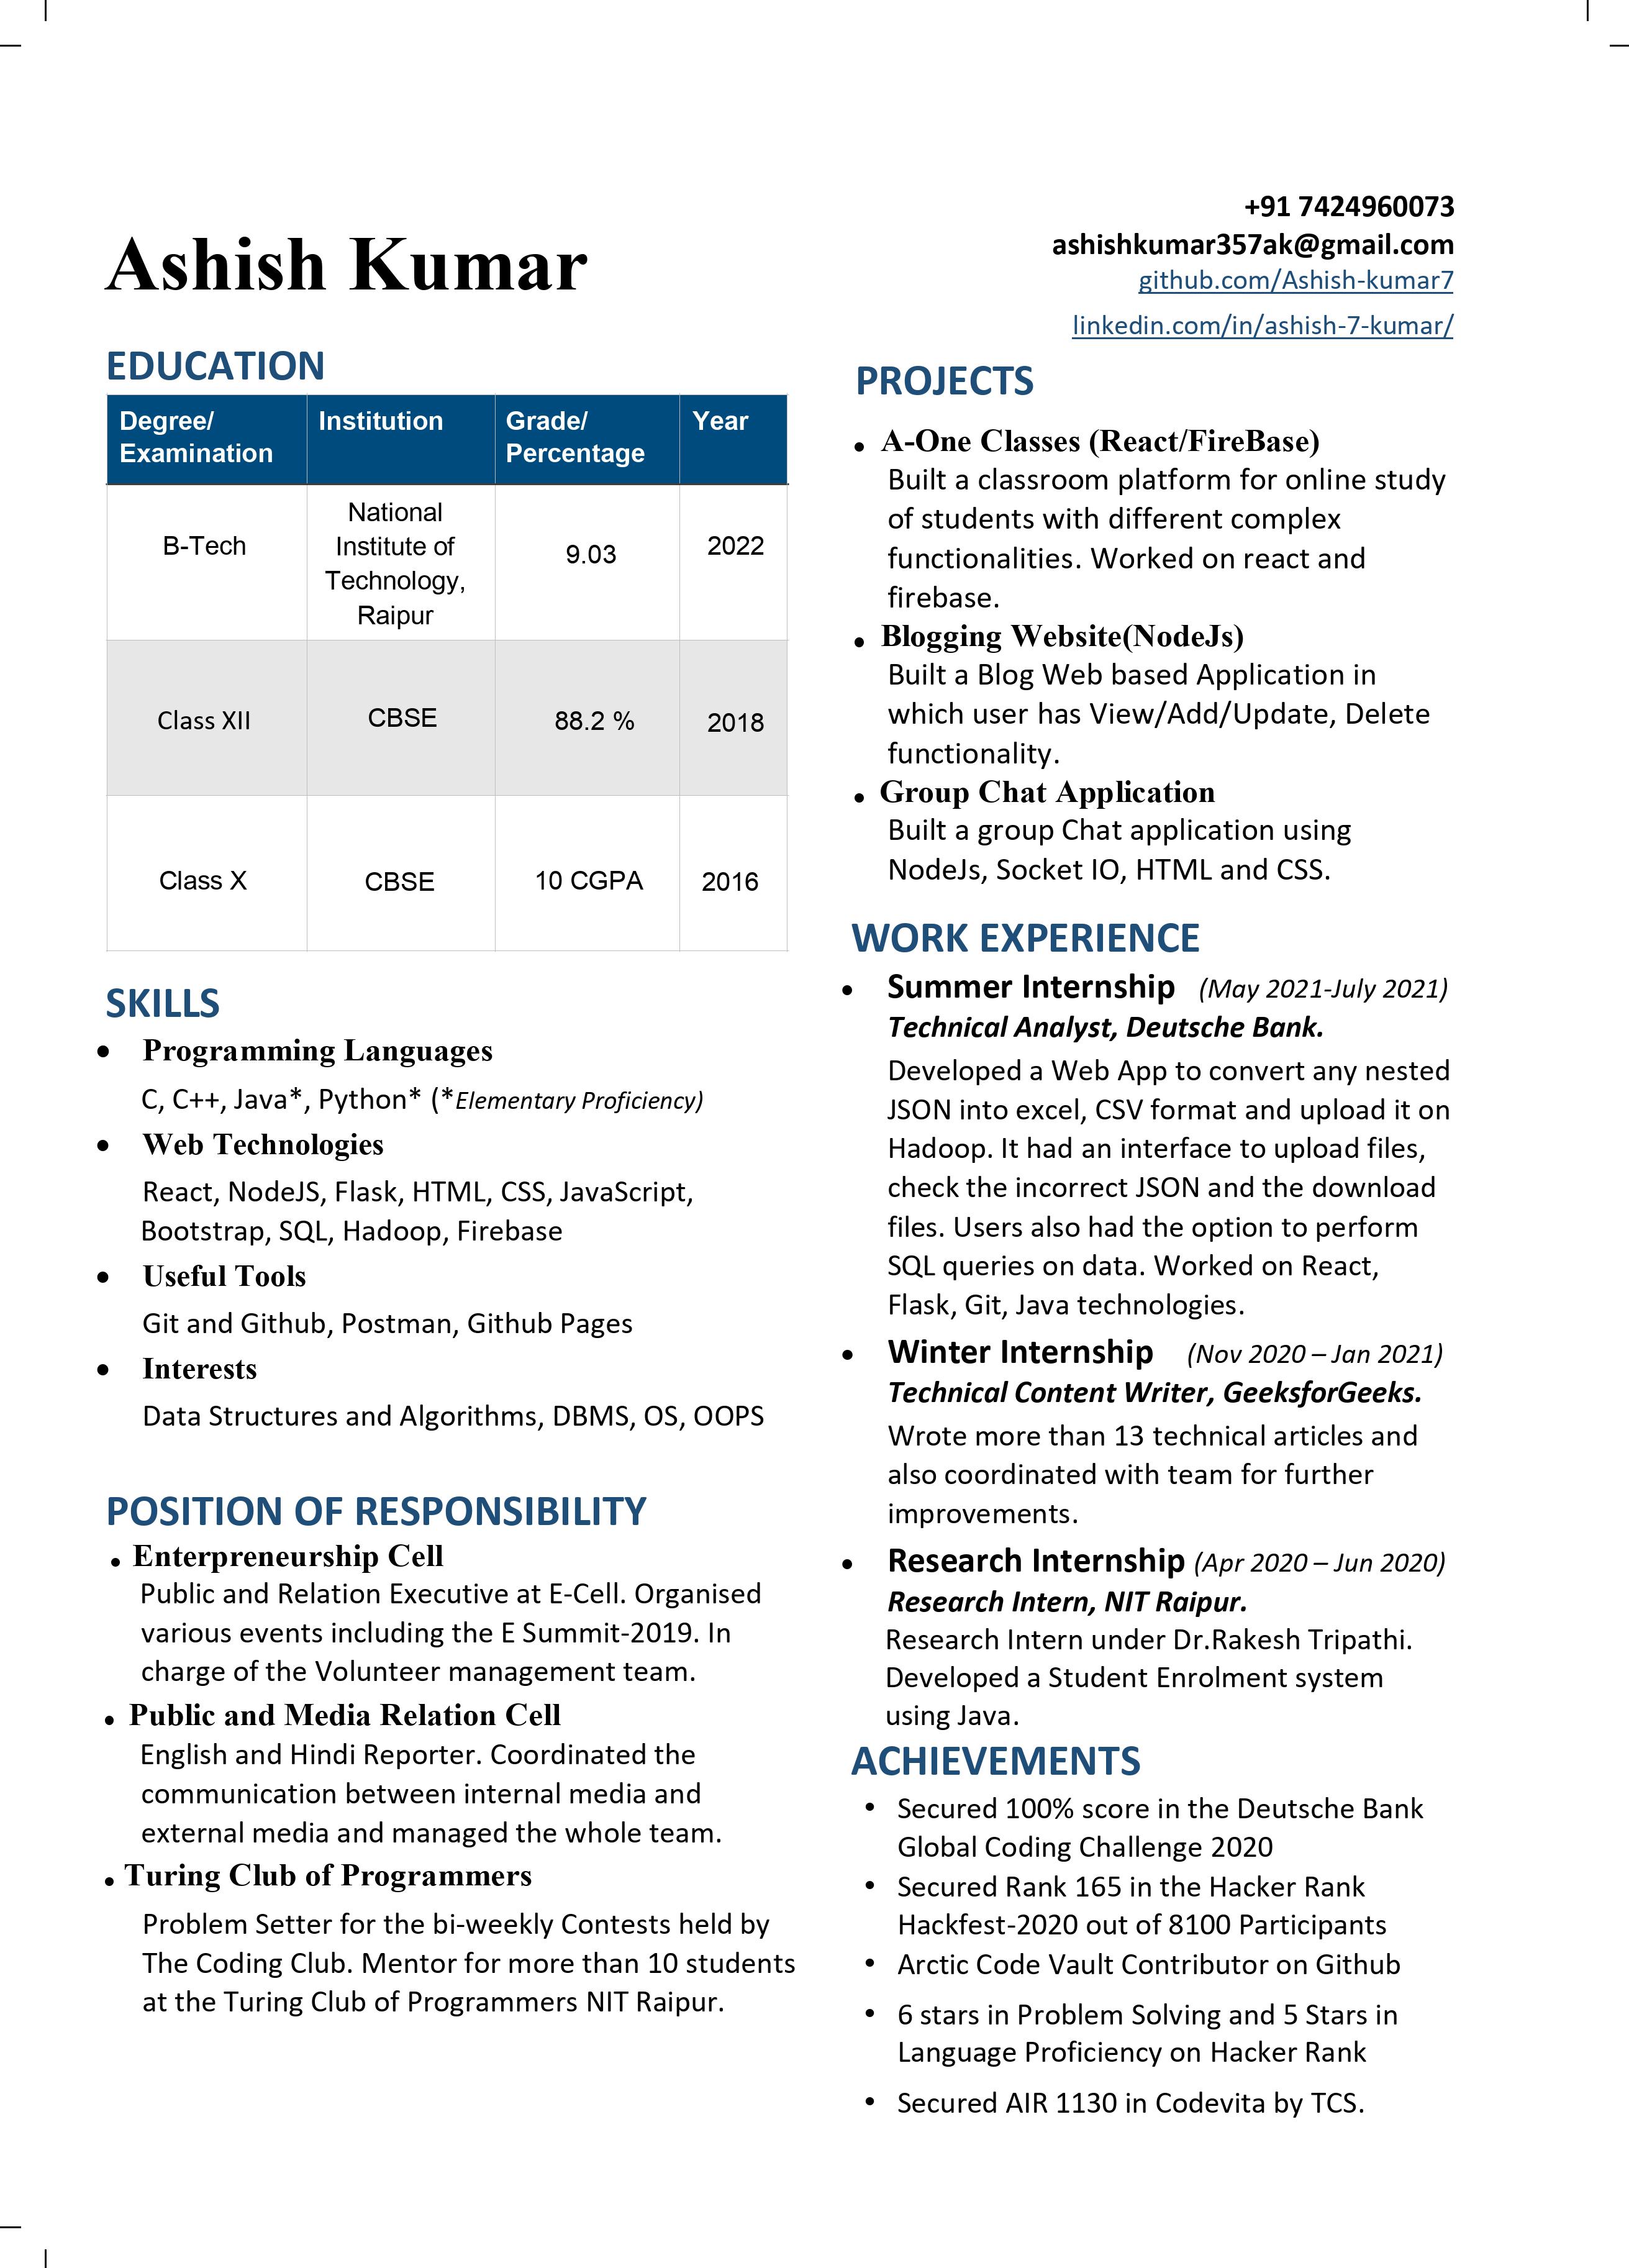 Ashish Kumar
+91 7424960073
ashishkumar357ak@gmail.com
github.com/Ashish-kumar7
linkedin.com/in/ashish-7-kumar/
EDUCATION
Degree/ Institution Grade/ Year
Examination Percentage
National
B-Tech Institute of 9.03 2022
Technology,
Raipur
Class XII CBSE 88.2 % 2018
Class X CBSE 10 CGPA 2016
SKILLS
• Programming Languages
C, C++, Java*, Python* (*Elementary Proficiency)
• Web Technologies
React, NodeJS, Flask, HTML, CSS, JavaScript,
Bootstrap, SQL, Hadoop, Firebase
• Useful Tools
Git and Github, Postman, Github Pages
• Interests
Data Structures and Algorithms, DBMS, OS, OOPS
POSITION OF RESPONSIBILITY
• Enterpreneurship Cell
Public and Relation Executive at E-Cell. Organised
various events including the E Summit-2019. In
charge of the Volunteer management team.
• Public and Media Relation Cell
English and Hindi Reporter. Coordinated the
communication between internal media and
external media and managed the whole team.
• Turing Club of Programmers
Problem Setter for the bi-weekly Contests held by
The Coding Club. Mentor for more than 10 students
at the Turing Club of Programmers NIT Raipur.
PROJECTS
• A-One Classes (React/FireBase)
Built a classroom platform for online study
of students with different complex
functionalities. Worked on react and
firebase.
• Blogging Website(NodeJs)
Built a Blog Web based Application in
which user has View/Add/Update, Delete
functionality.
• Group Chat Application
Built a group Chat application using
NodeJs, Socket IO, HTML and CSS.
WORK EXPERIENCE
• Summer Internship (May 2021-July 2021)
Technical Analyst, Deutsche Bank.
Developed a Web App to convert any nested
JSON into excel, CSV format and upload it on
Hadoop. It had an interface to upload files,
check the incorrect JSON and the download
files. Users also had the option to perform
SQL queries on data. Worked on React,
Flask, Git, Java technologies.
• Winter Internship (Nov 2020 – Jan 2021)
Technical Content Writer, GeeksforGeeks.
Wrote more than 13 technical articles and
also coordinated with team for further
improvements.
• Research Internship (Apr 2020 – Jun 2020)
Research Intern, NIT Raipur.
Research Intern under Dr.Rakesh Tripathi.
Developed a Student Enrolment system
using Java.
ACHIEVEMENTS
• Secured 100% score in the Deutsche Bank
Global Coding Challenge 2020
• Secured Rank 165 in the Hacker Rank
Hackfest-2020 out of 8100 Participants
• Arctic Code Vault Contributor on Github
• 6 stars in Problem Solving and 5 Stars in
Language Proficiency on Hacker Rank
• Secured AIR 1130 in Codevita by TCS.